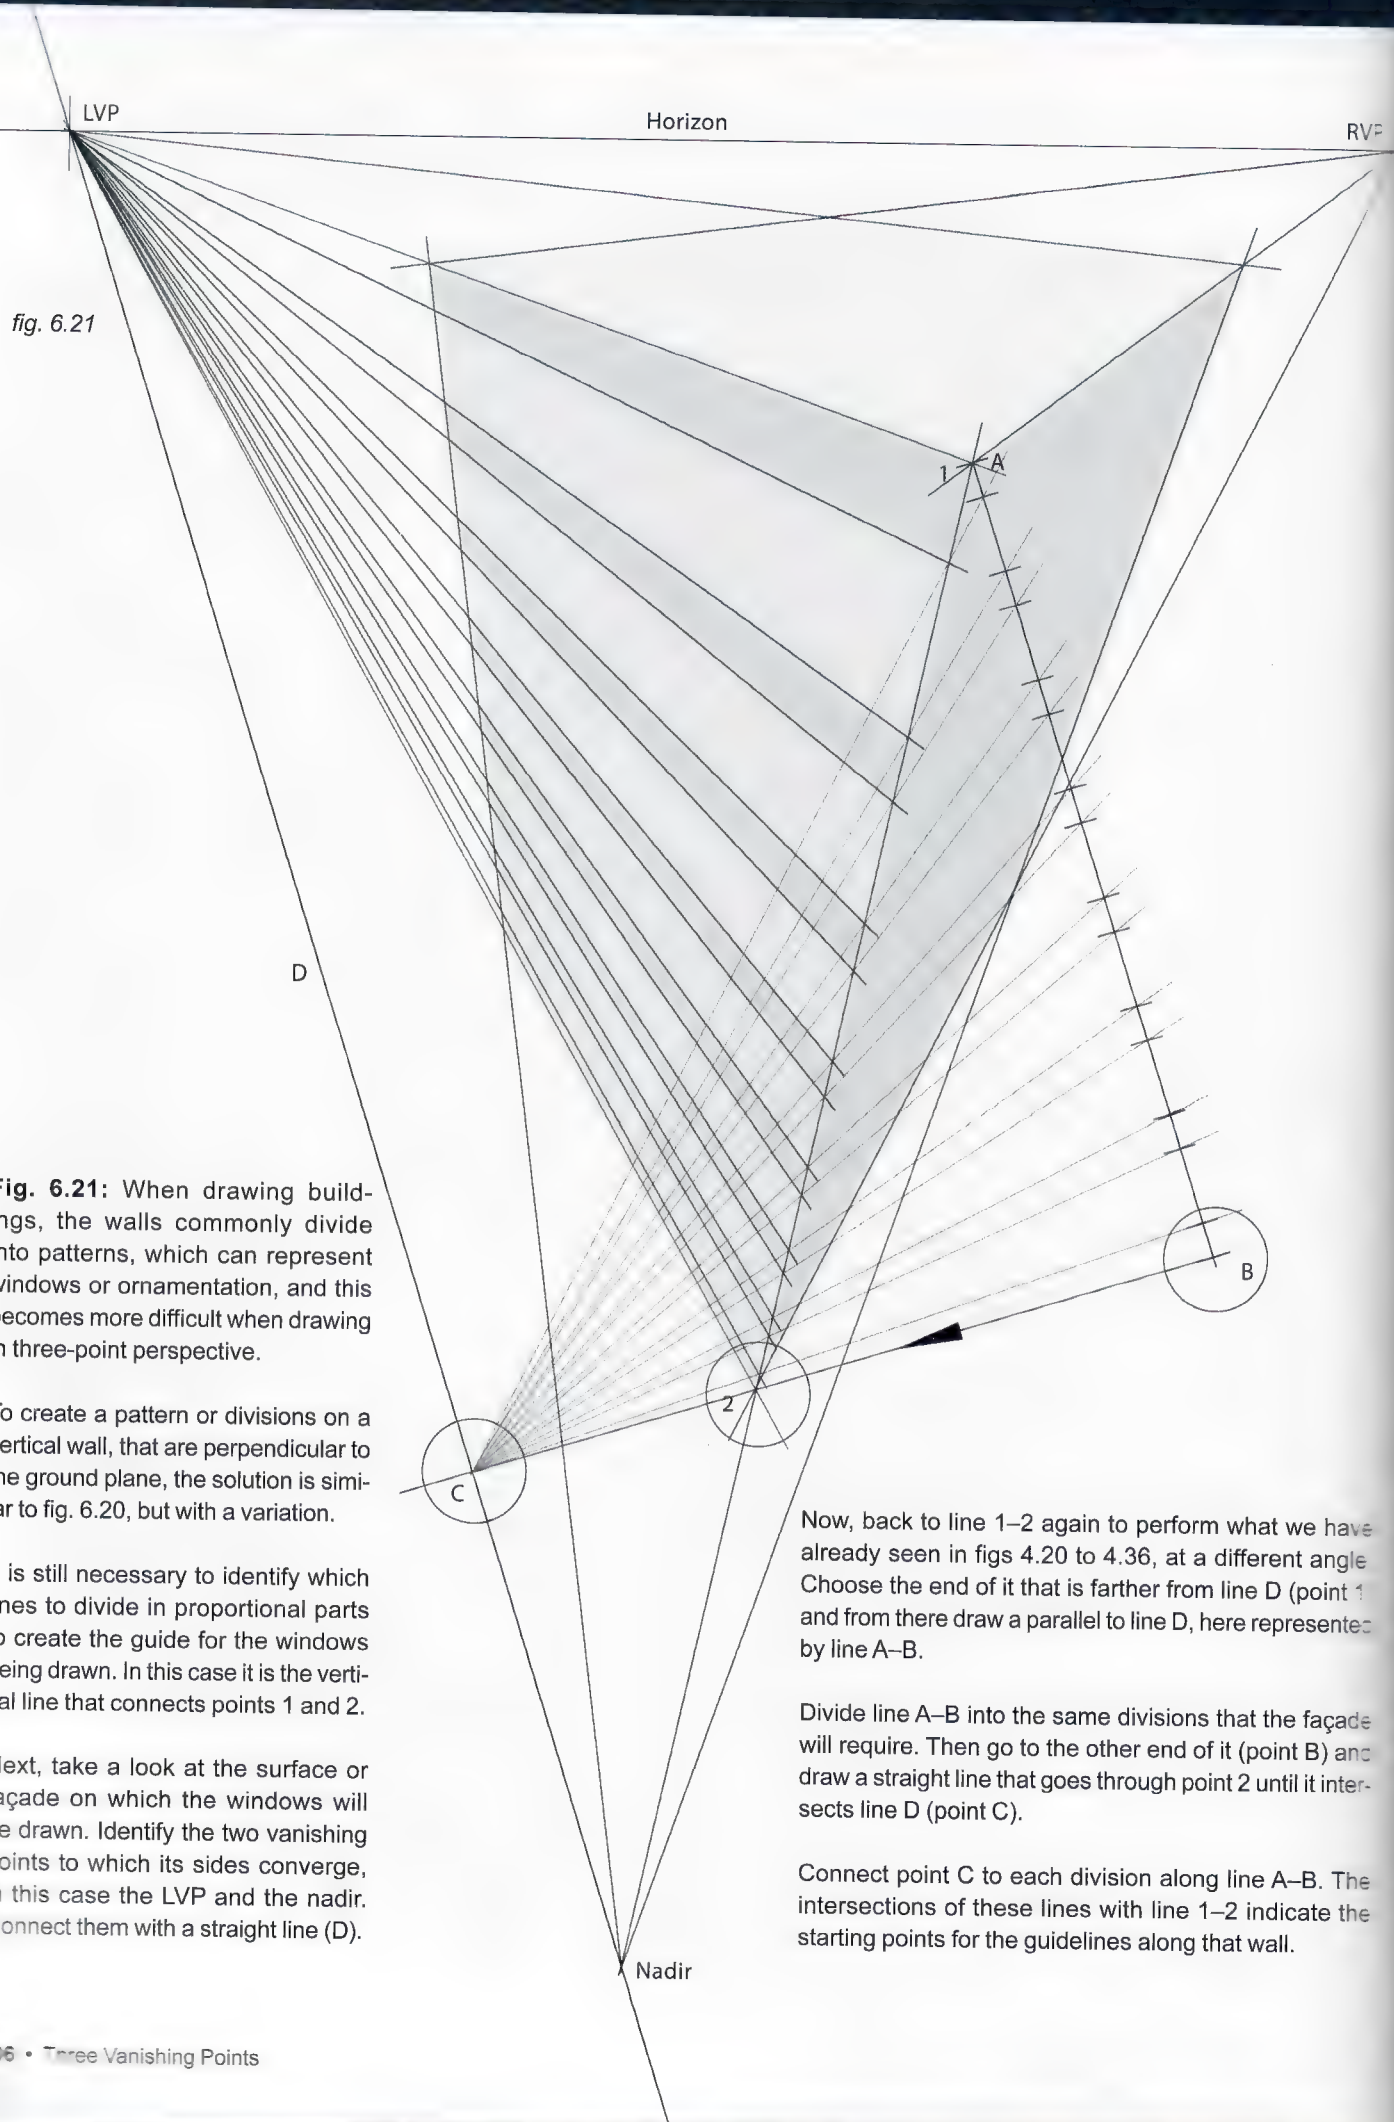 LVP
Horizon
RVP
fig. 6.21
1
A
D
B
2
C
Nadir
Fig. 6.21: When drawing build-
ngs, the walls commonly divide
nto patterns, which can represent
windows or ornamentation, and this
ecomes more difficult when drawing
n three-point perspective.
o create a pattern or divisions on a
ertical wall, that are perpendicular to
he ground plane, the solution is simi-
ar to fig. 6.20, but with a variation.
is still necessary to identify which
nes to divide in proportional parts
o create the guide for the windows
eing drawn. In this case it is the verti-
al line that connects points 1 and 2.
lext, take a look at the surface or
açade on which the windows will
e drawn. Identify the two vanishing
oints to which its sides converge,
this case the LVP and the nadir.
onnect them with a straight line (D).
Now, back to line 1–2 again to perform what we have
already seen in figs 4.20 to 4.36, at a different angle
Choose the end of it that is farther from line D (point 1
and from there draw a parallel to line D, here represented
by line A–B.
Divide line A–B into the same divisions that the façade
will require. Then go to the other end of it (point B) and
draw a straight line that goes through point 2 until it inter-
sects line D (point C).
Connect point C to each division along line A–B. The
intersections of these lines with line 1–2 indicate the
starting points for the guidelines along that wall.
6 • Three Vanishing Points